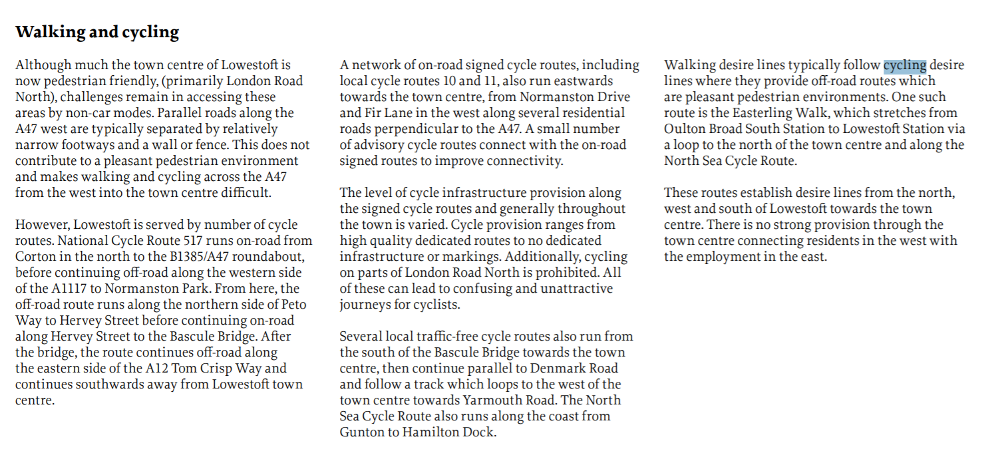 Walking and cycling
Although much the town centre of Lowestoft is
now pedestrian friendly, (primarily London Road
North), challenges remain in accessing these
areas by non-car modes. Parallel roads along the
A47 west are typically separated by relatively
narrow footways and a wall or fence. This does not
contribute to a pleasant pedestrian environment
and makes walking and cycling across the A47
from the west into the town centre difficult.
However, Lowestoft is served by number of cycle
routes. National Cycle Route 517 runs on-road from
Corton in the north to the B1385/A47 roundabout,
before continuing off-road along the western side
of the A1117 to Normanston Park. From here, the
off-road route runs along the northern side of Peto
Way to Hervey Street before continuing on-road
along Hervey Street to the Bascule Bridge. After
the bridge, the route continues off-road along
the eastern side of the A12 Tom Crisp Way and
continues southwards away from Lowestoft town
centre.
A network of on-road signed cycle routes, including
local cycle routes 10 and 11, also run eastwards
towards the town centre, from Normanston Drive
and Fir Lane in the west along several residential
roads perpendicular to the A47. A small number
of advisory cycle routes connect with the on-road
signed routes to improve connectivity.
The level of cycle infrastructure provision along
the signed cycle routes and generally throughout
the town is varied. Cycle provision ranges from
high quality dedicated routes to no dedicated
infrastructure or markings. Additionally, cycling
on parts of London Road North is prohibited. All
of these can lead to confusing and unattractive
journeys for cyclists.
Several local traffic-free cycle routes also run from
the south of the Bascule Bridge towards the town
centre, then continue parallel to Denmark Road
and follow a track which loops to the west of the
town centre towards Yarmouth Road. The North
Sea Cycle Route also runs along the coast from
Gunton to Hamilton Dock.
Walking desire lines typically follow cycling desire
lines where they provide off-road routes which
are pleasant pedestrian environments. One such
route is the Easterling Walk, which stretches from
Oulton Broad South Station to Lowestoft Station via
a loop to the north of the town centre and along the
North Sea Cycle Route.
These routes establish desire lines from the north,
west and south of Lowestoft towards the town
centre. There is no strong provision through the
town centre connecting residents in the west with
the employment in the east.